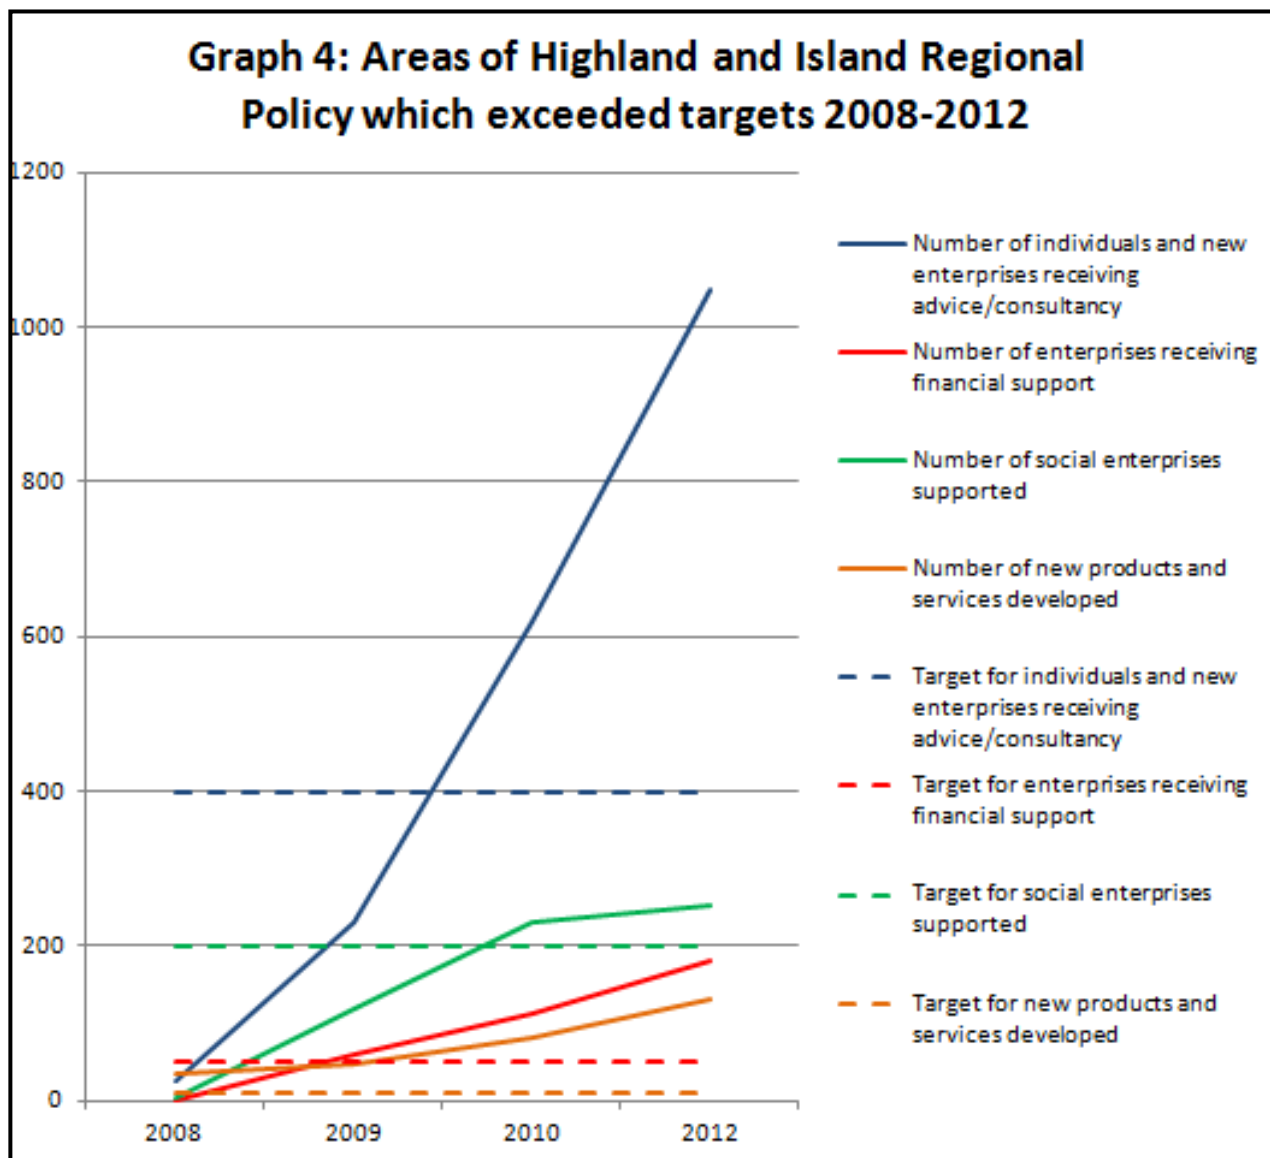 Graph 4: Areas of Highland and Island Regional
Policy which exceeded targets 2008-2012
1200
1000
800
600
400
200
0
2008
2009
2010
2012
Number of individuals and new
enterprises receiving
advice/consultancy
Number of enterprises receiving
financial support
Number of social enterprises
supported
Number of new products and
services developed
Target for individuals and new
enterprises receiving
advice/consultancy
Target for enterprises receiving
financial support
Target for social enterprises
supported
Target for new products and
services developed